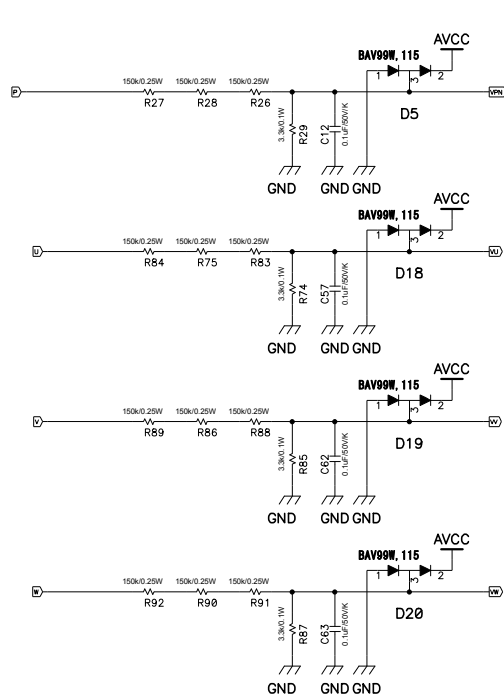 AVCC
BAV99W, 115
1 3 2
D5
P
150k/0.25W 150k/0.25W 150k/0.25W
R27 R28 R26
VPN
3.3k/0.1W R29 C12 0.1uF/50V/K
GND GND GND
AVCC
BAV99W, 115
1 3 2
D18
U
150k/0.25W 150k/0.25W 150k/0.25W
R84 R75 R83
VU
3.3k/0.1W R74 C57 0.1uF/50V/K
GND GND GND
AVCC
BAV99W, 115
1 3 2
D19
V
150k/0.25W 150k/0.25W 150k/0.25W
R89 R86 R88
VV
3.3k/0.1W R85 C62 0.1uF/50V/K
GND GND GND
AVCC
BAV99W, 115
1 3 2
D20
W
150k/0.25W 150k/0.25W 150k/0.25W
R92 R90 R91
VW
3.3k/0.1W R87 C63 0.1uF/50V/K
GND GND GND